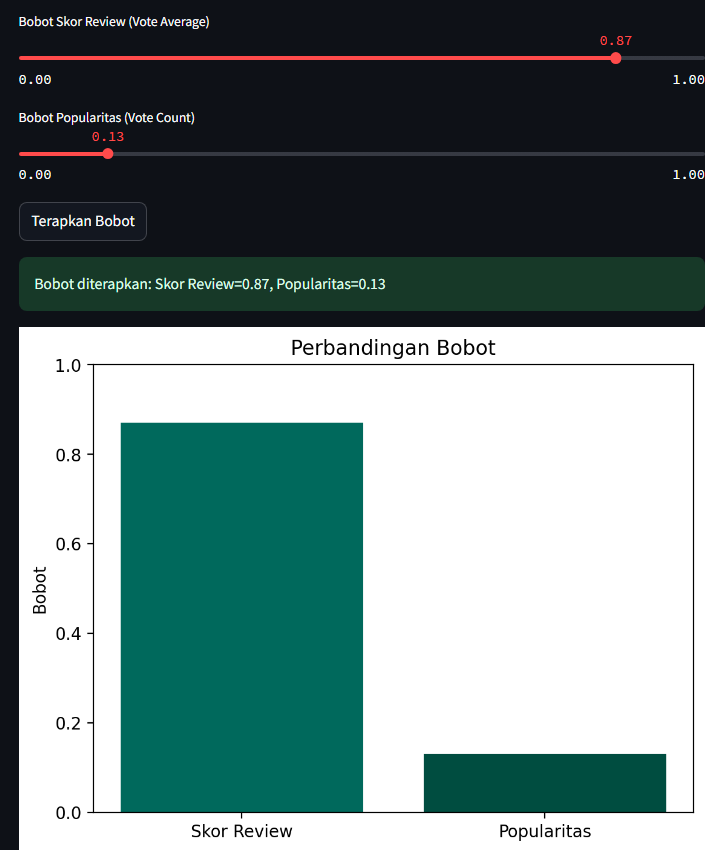 Bobot Skor Review (Vote Average)
0.87
0.00 1.00
Bobot Popularitas (Vote Count)
0.13
0.00 1.00
Terapkan Bobot
Bobot diterapkan: Skor Review=0.87, Popularitas=0.13
Perbandingan Bobot
1.0
0.8
0.6
0.4
0.2
0.0
Bobot
Skor Review Popularitas